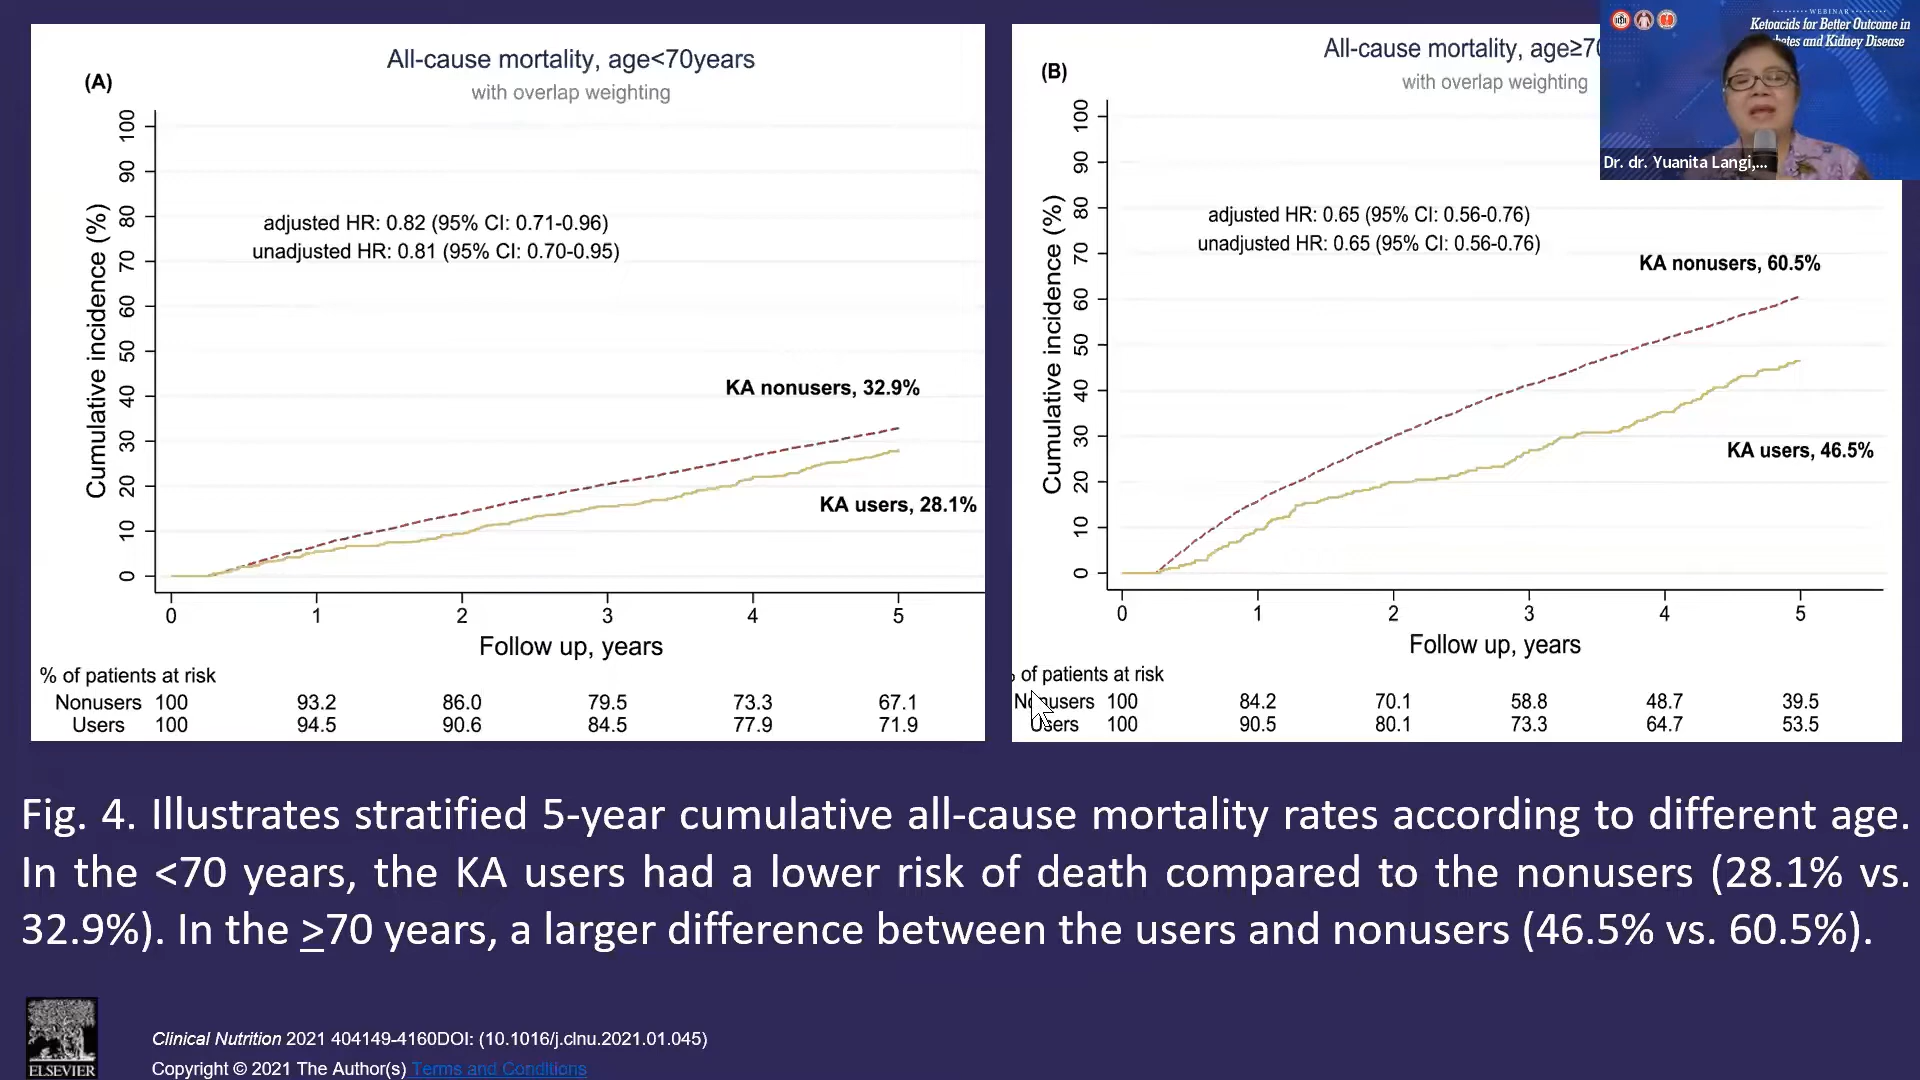 All-cause mortality, age<70years
with overlap weighting
(A)
Cumulative incidence (%)
100
90
80
70
60
50
40
30
20
10
0
adjusted HR: 0.82 (95% CI: 0.71-0.96)
unadjusted HR: 0.81 (95% CI: 0.70-0.95)
KA nonusers, 32.9%
KA users, 28.1%
0 1 2 3 4 5
Follow up, years
% of patients at risk
Nonusers 100 93.2 86.0 79.5 73.3 67.1
Users 100 94.5 90.6 84.5 77.9 71.9
All-cause mortality, age≥70
with overlap weighting
(B)
Cumulative incidence (%)
100
90
80
70
60
50
40
30
20
10
0
adjusted HR: 0.65 (95% CI: 0.56-0.76)
unadjusted HR: 0.65 (95% CI: 0.56-0.76)
KA nonusers, 60.5%
KA users, 46.5%
0 1 2 3 4 5
Follow up, years
of patients at risk
Nonusers 100 84.2 70.1 58.8 48.7 39.5
Users 100 90.5 80.1 73.3 64.7 53.5
WEBINAR
Ketoacids for Better Outcome in
and Kidney Disease
Dr. dr. Yuanita Langi,...
Fig. 4. Illustrates stratified 5-year cumulative all-cause mortality rates according to different age.
In the <70 years, the KA users had a lower risk of death compared to the nonusers (28.1% vs.
32.9%). In the ≥70 years, a larger difference between the users and nonusers (46.5% vs. 60.5%).
ELSEVIER
Clinical Nutrition 2021 404149-4160DOI: (10.1016/j.clnu.2021.01.045)
Copyright © 2021 The Author(s) Terms and Conditions